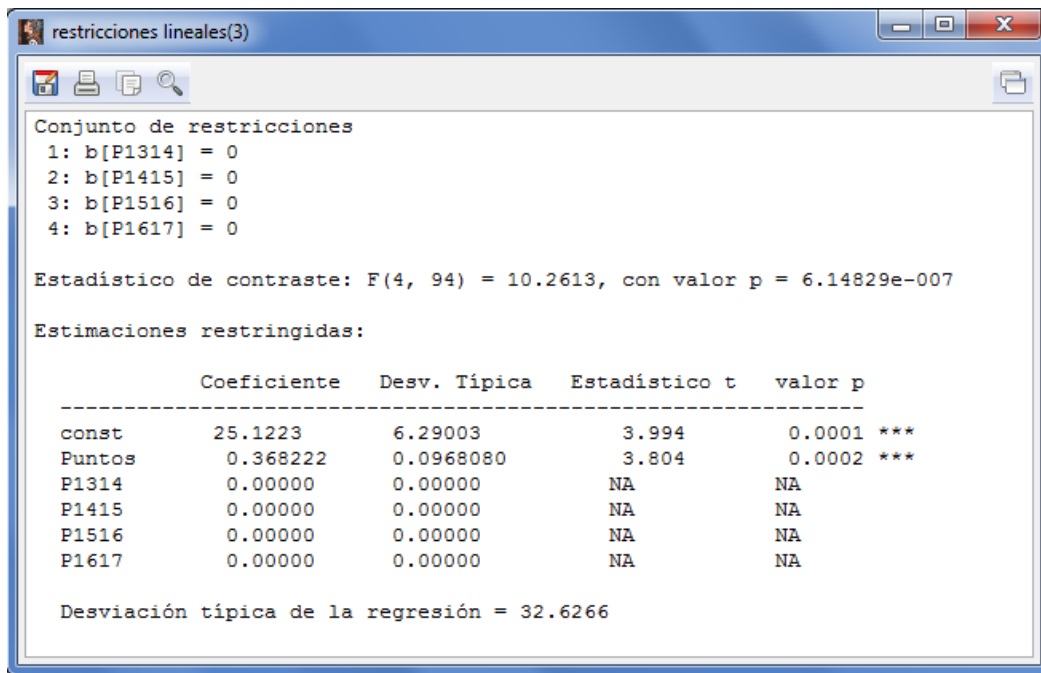 restricciones lineales(3)
Conjunto de restricciones
1: b[P1314] = 0
2: b[P1415] = 0
3: b[P1516] = 0
4: b[P1617] = 0
Estadístico de contraste: F(4, 94) = 10.2613, con valor p = 6.14829e-007
Estimaciones restringidas:
Coeficiente Desv. Típica Estadístico t valor p
---------------------------------------------------------------
const 25.1223 6.29003 3.994 0.0001 ***
Puntos 0.368222 0.0968080 3.804 0.0002 ***
P1314 0.00000 0.00000 NA NA
P1415 0.00000 0.00000 NA NA
P1516 0.00000 0.00000 NA NA
P1617 0.00000 0.00000 NA NA
Desviación típica de la regresión = 32.6266